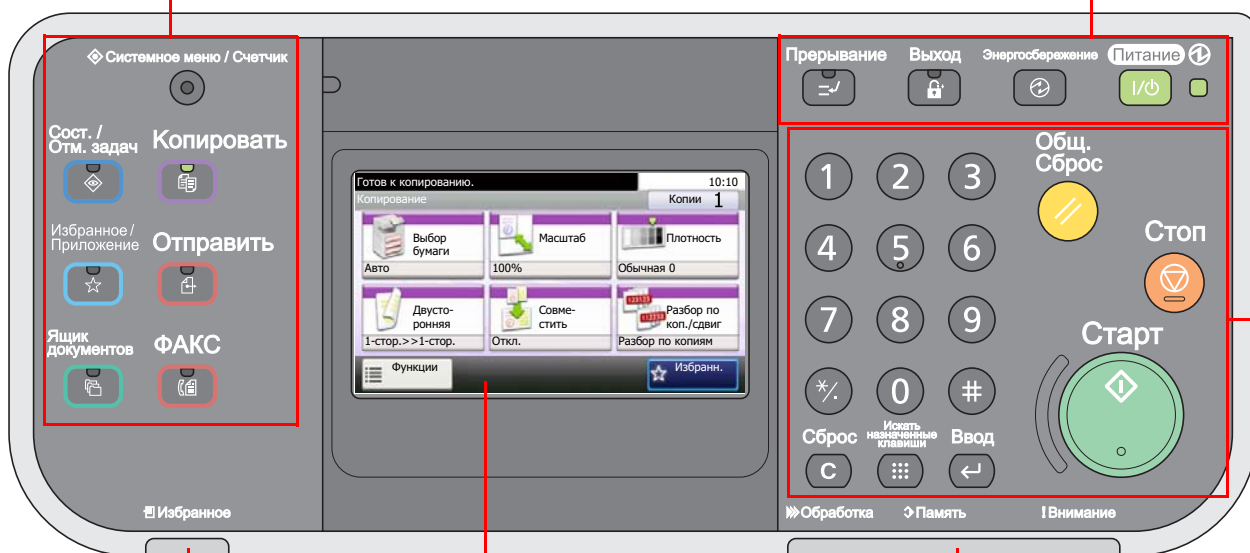 Системное меню / Счетчик
Сост. /
Отм. задач
Копировать
Избранное /
Приложение
Отправить
Ящик
документов
ФАКС
Избранное
Готов к копированию.
10:10
Копирование
Копии 1
Выбор
бумаги
Авто
Масштаб
100%
Плотность
Обычная 0
Двусто-
ронняя
1-стор.>>1-стор.
Совме-
стить
Откл.
123123
Разбор по
коп./сдвиг
Разбор по копиям
Функции
Избранн.
Прерывание
Выход
Энергосбережение
Питание
Общ.
Сброс
Стоп
Старт
1 2 3
4 5 6
7 8 9
*/. 0 #
Сброс
Искать
назначенные
клавиши
Ввод
C
Обработка
Память
Внимание